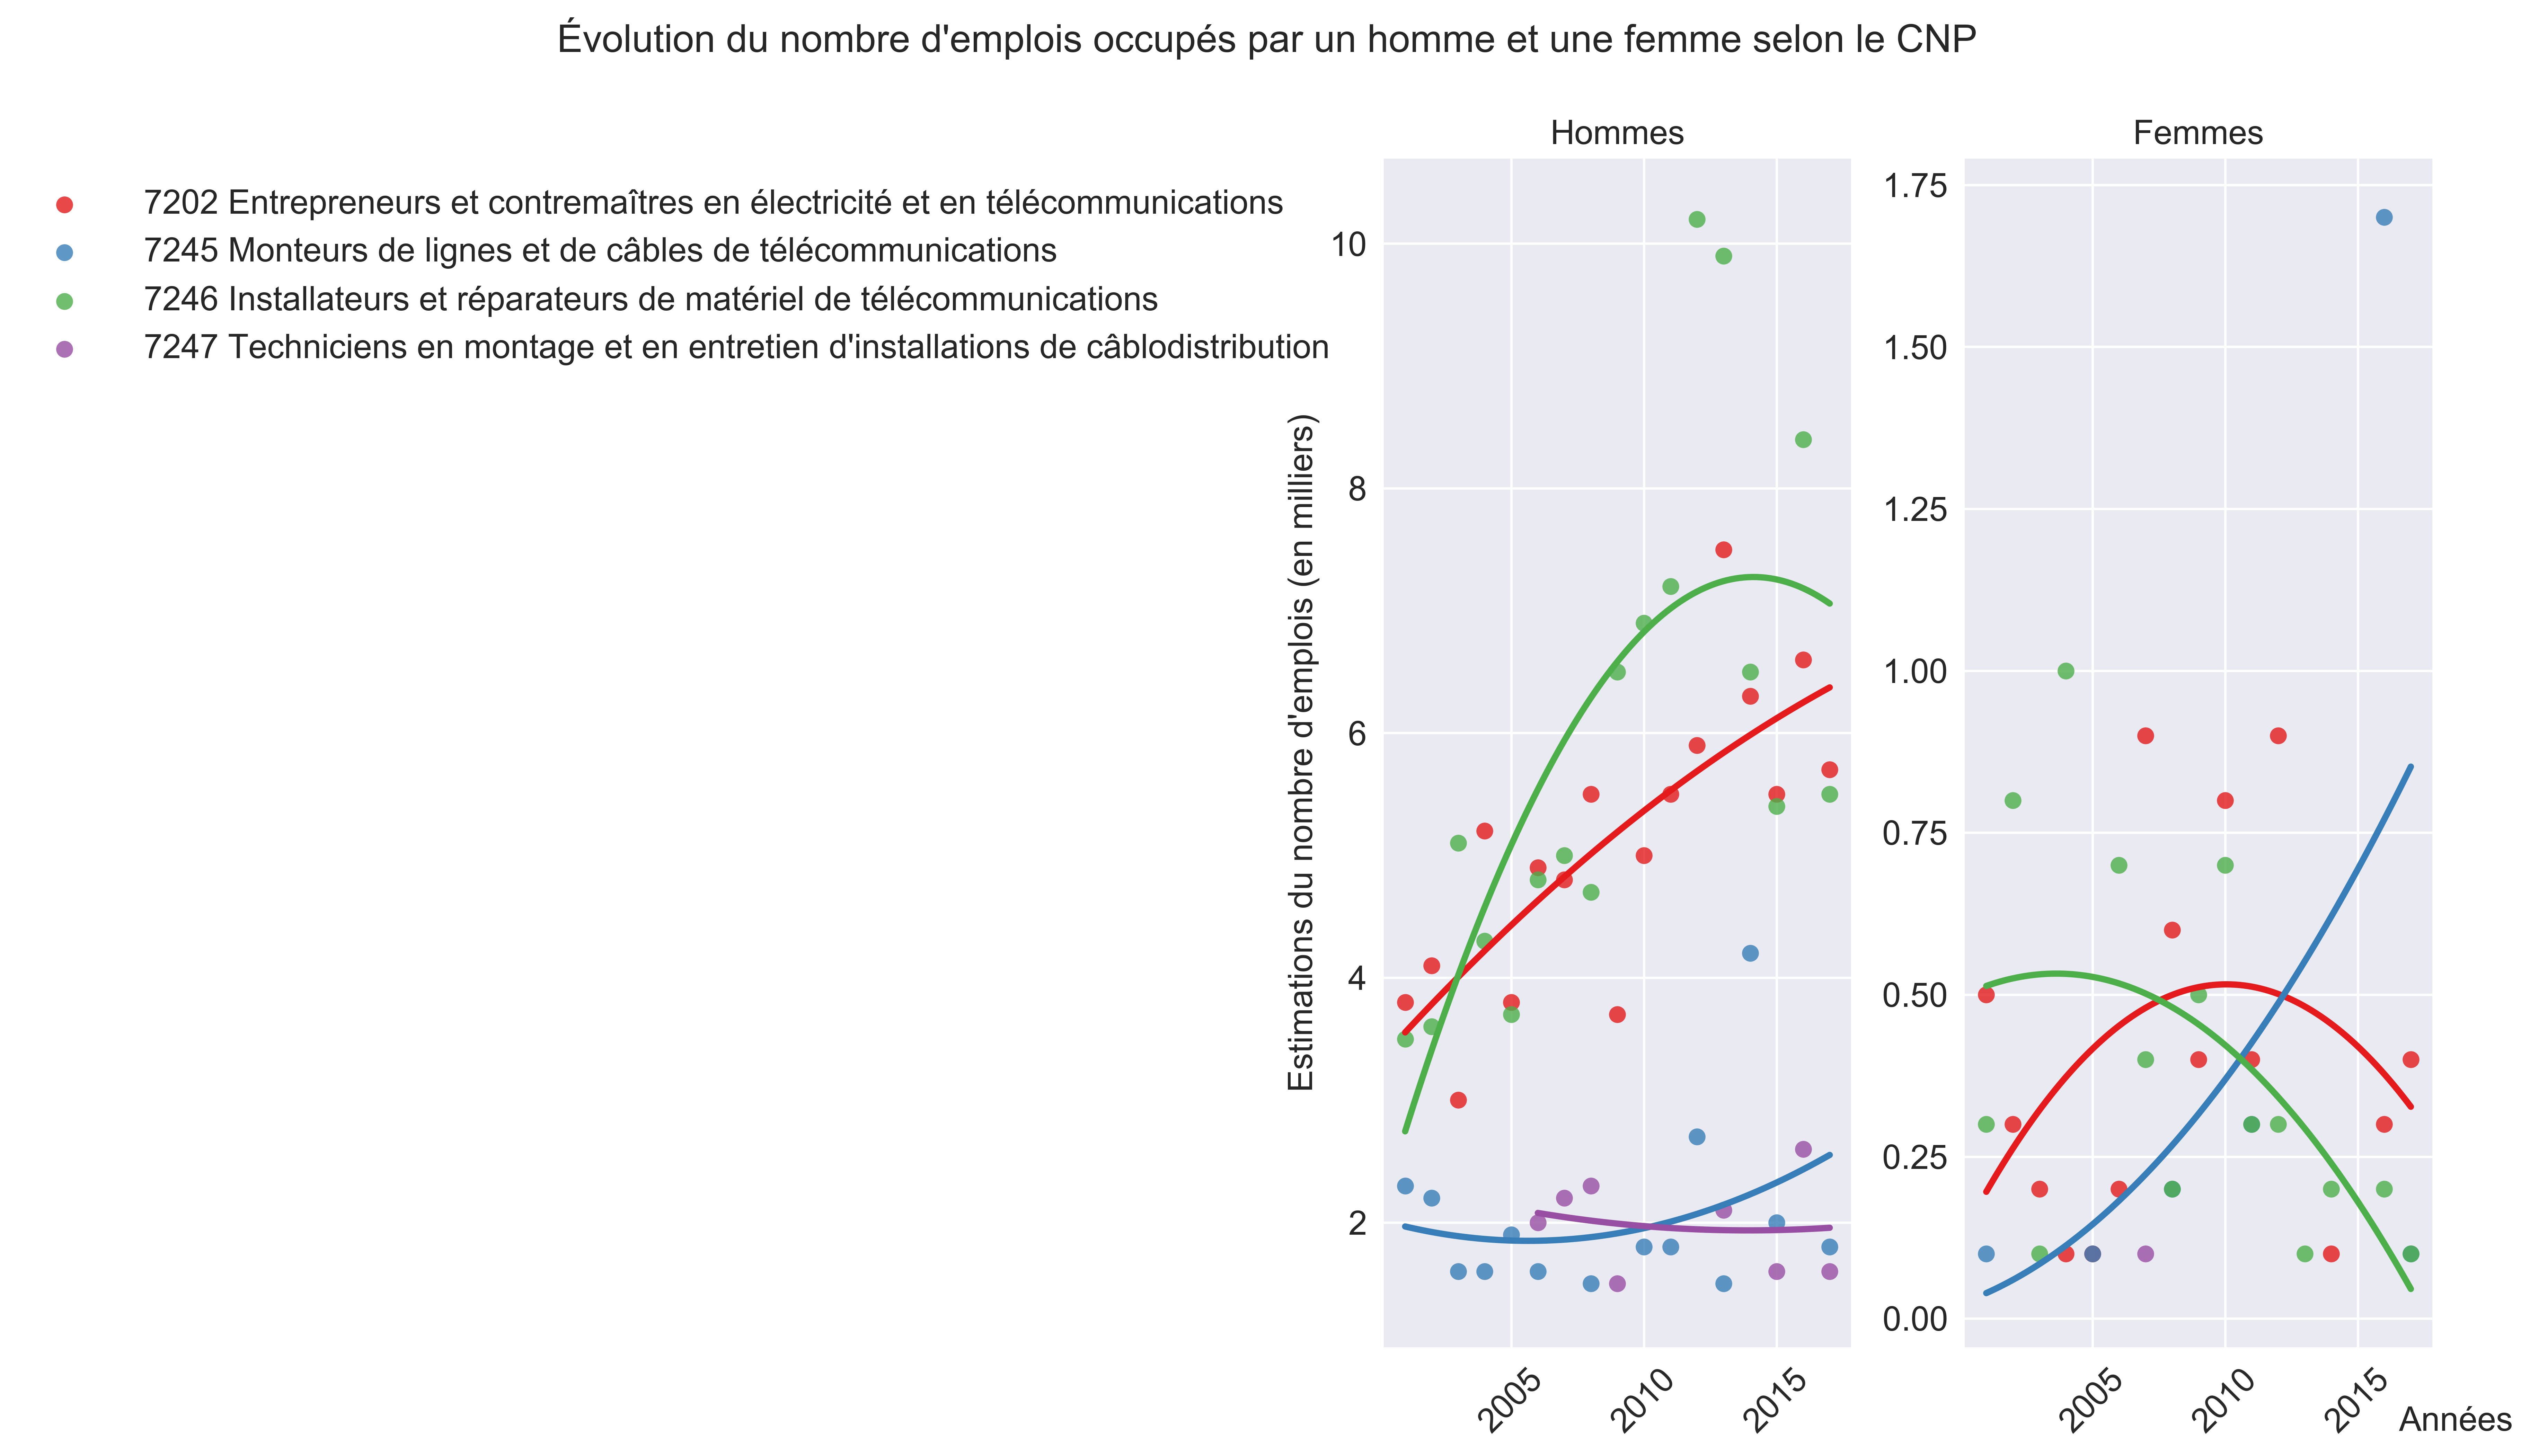 Évolution du nombre d'emplois occupés par un homme et une femme selon le CNP
7202 Entrepreneurs et contremaîtres en électricité et en télécommunications
7245 Monteurs de lignes et de câbles de télécommunications
7246 Installateurs et réparateurs de matériel de télécommunications
7247 Techniciens en montage et en entretien d'installations de câblodistribution
Hommes
Estimations du nombre d'emplois (en milliers)
10
8
6
4
2
2005
2010
2015
Femmes
1.75
1.50
1.25
1.00
0.75
0.50
0.25
0.00
2005
2010
2015
Années